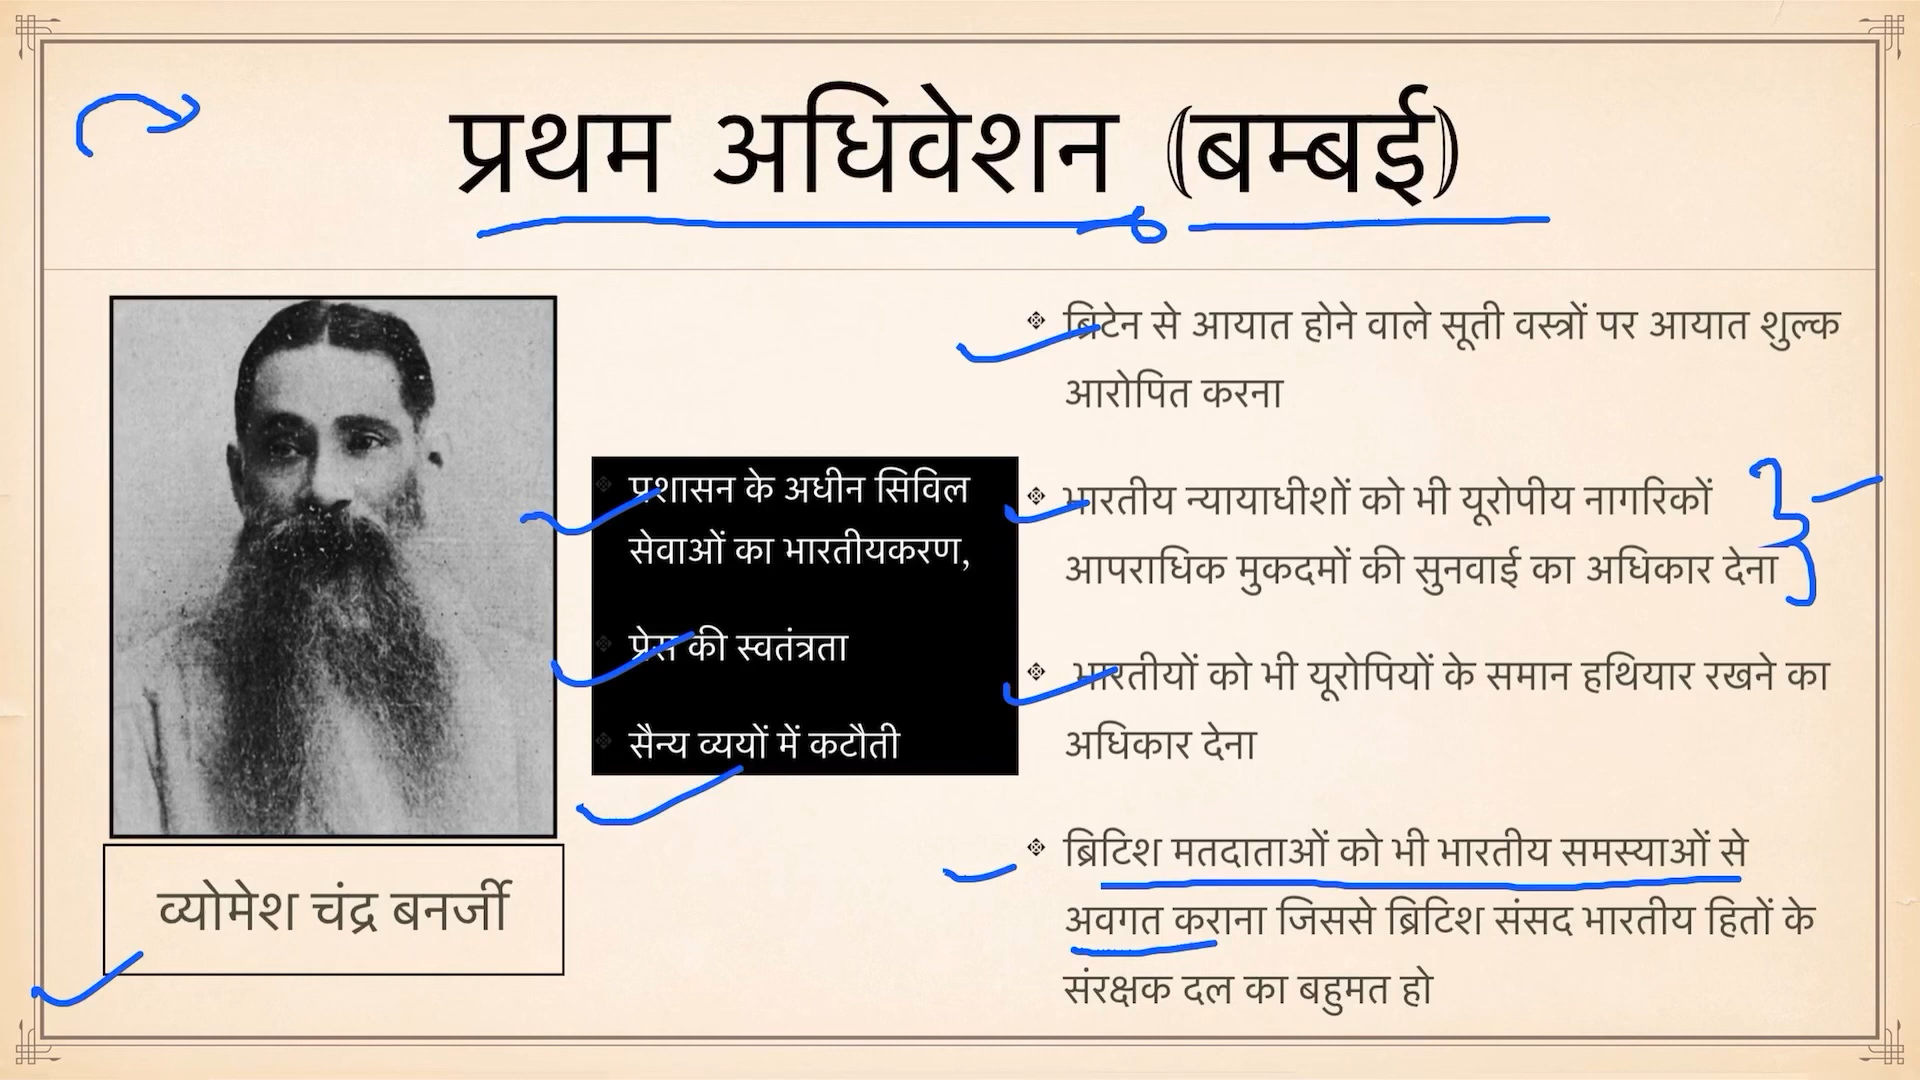 प्रथम अधिवेशन (बम्बई)
व्योमेश चंद्र बनर्जी
प्रशासन के अधीन सिविल
सेवाओं का भारतीयकरण,
प्रेस की स्वतंत्रता
सैन्य व्ययों में कटौती
ब्रिटेन से आयात होने वाले सूती वस्त्रों पर आयात शुल्क
आरोपित करना
भारतीय न्यायाधीशों को भी यूरोपीय नागरिकों
आपराधिक मुकदमों की सुनवाई का अधिकार देना
भारतीयों को भी यूरोपियों के समान हथियार रखने का
अधिकार देना
ब्रिटिश मतदाताओं को भी भारतीय समस्याओं से
अवगत कराना जिससे ब्रिटिश संसद भारतीय हितों के
संरक्षक दल का बहुमत हो